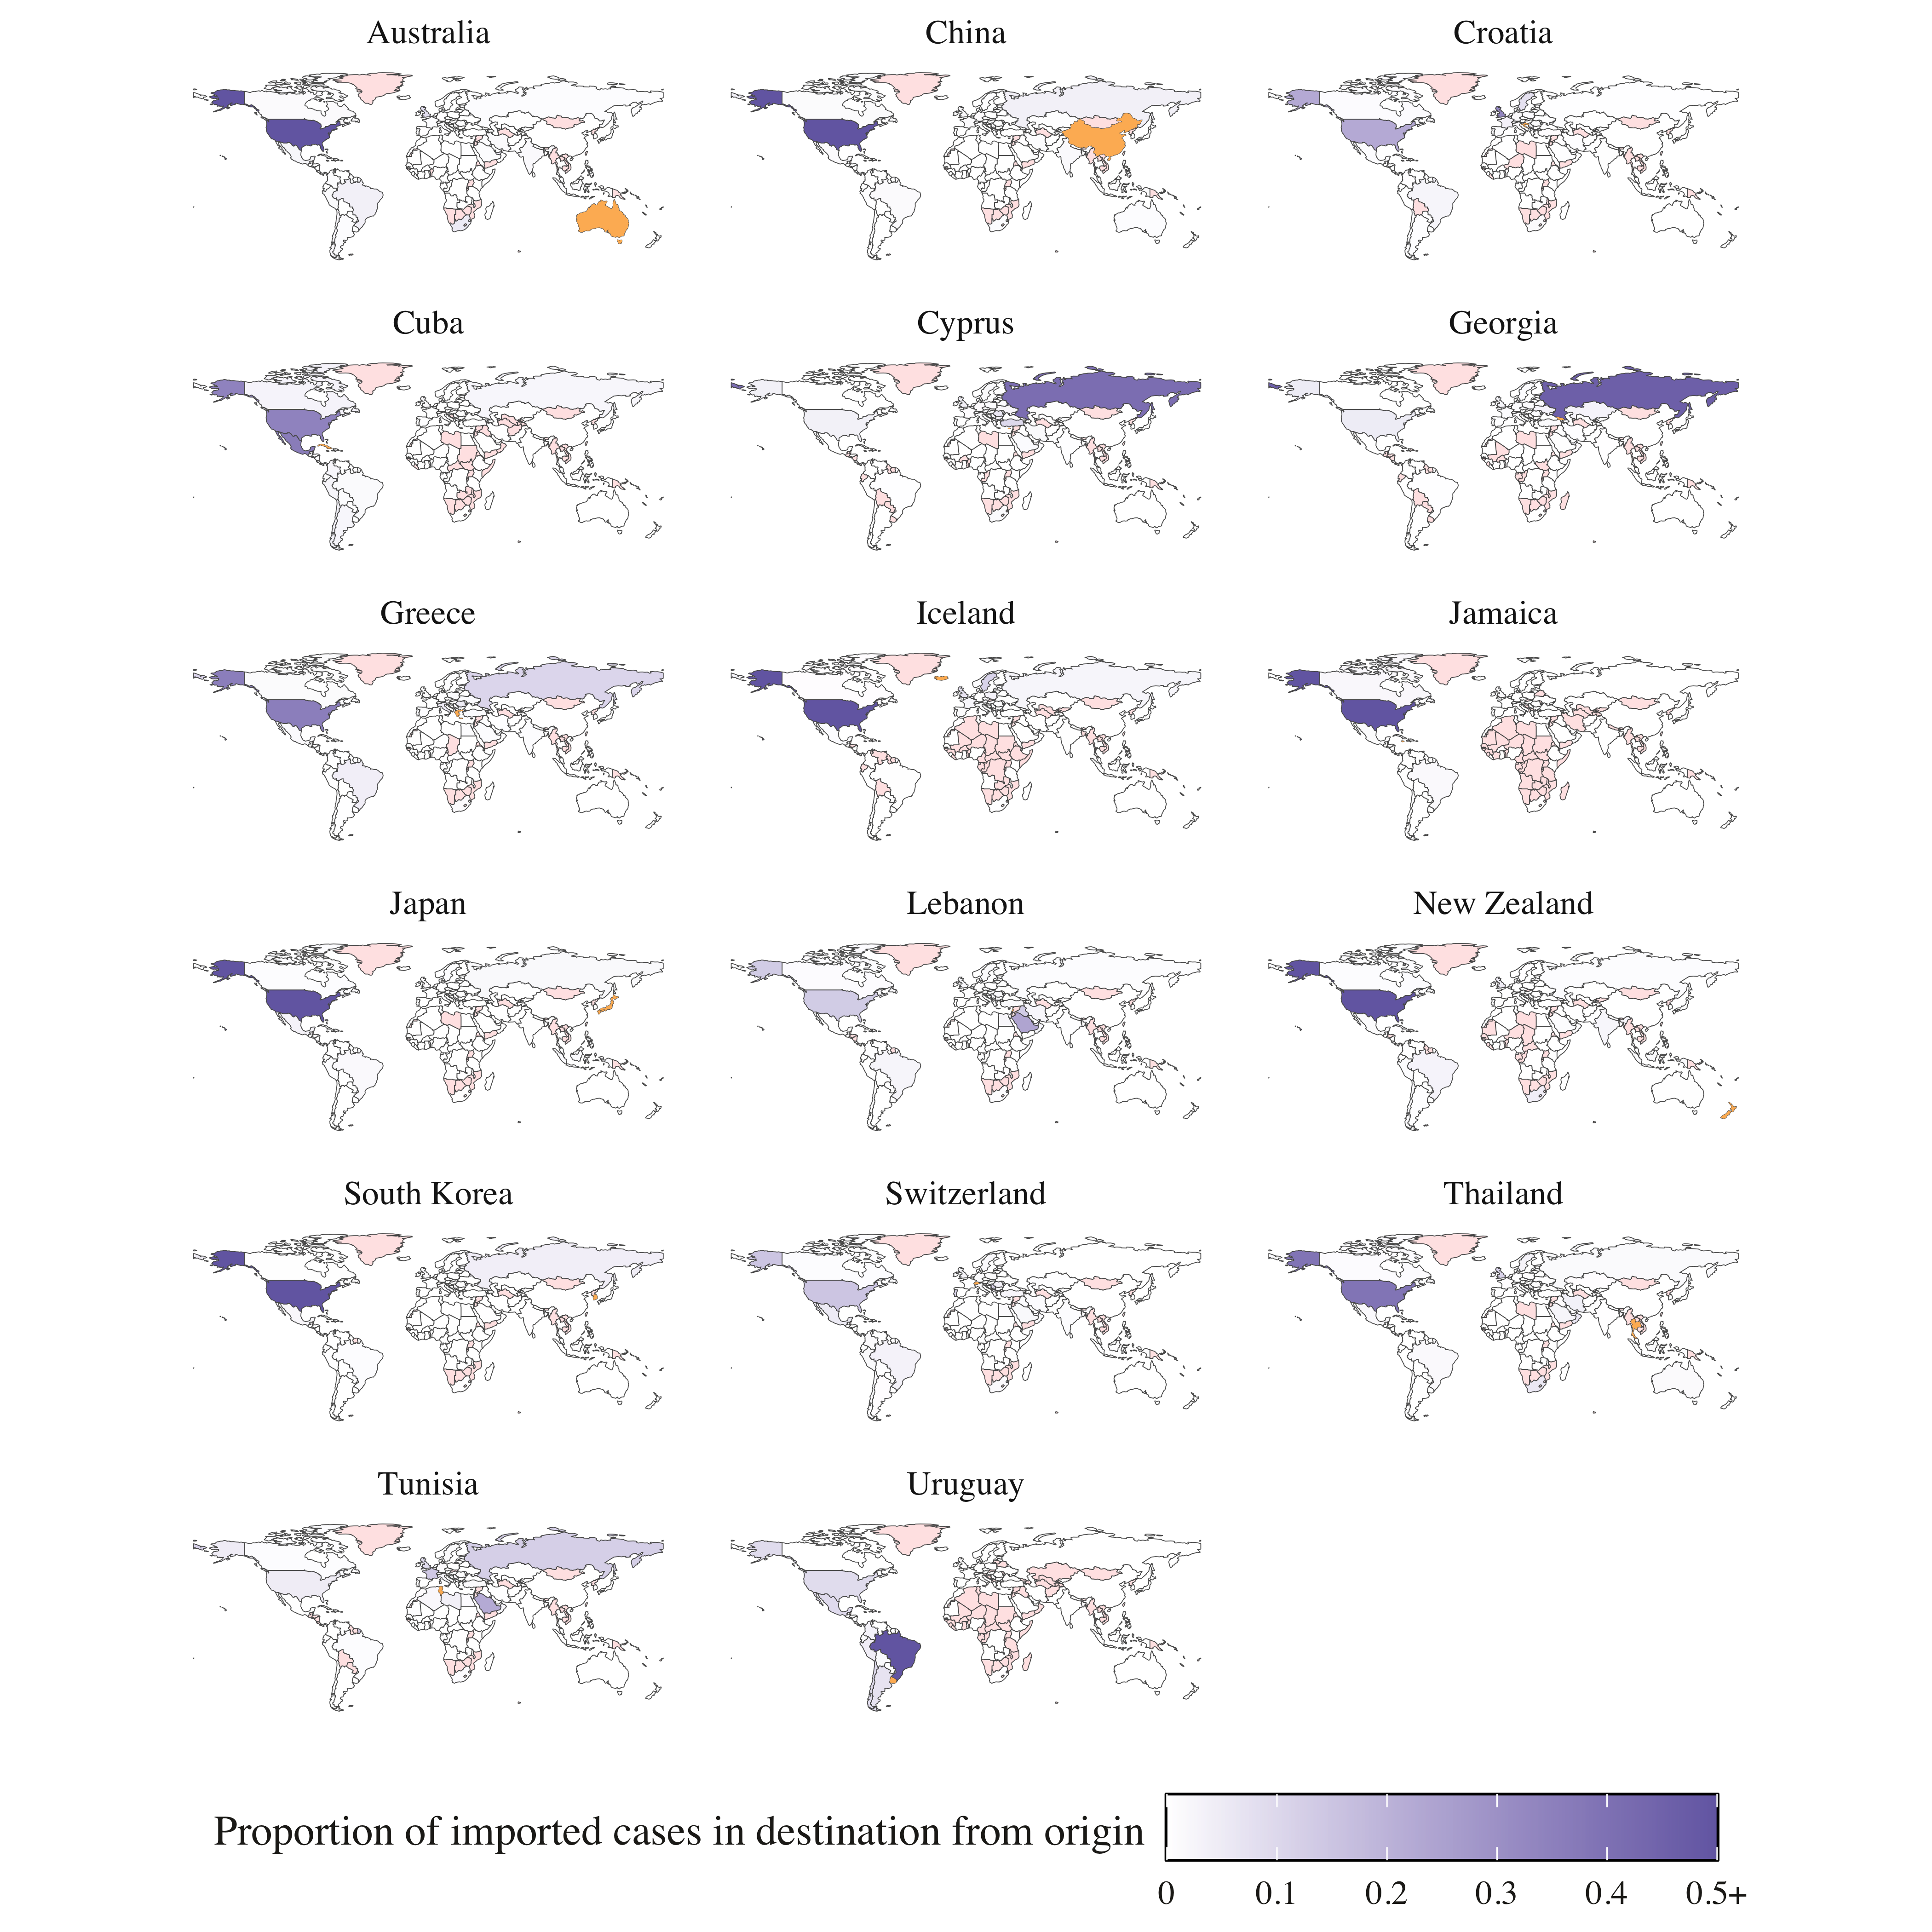 Australia
China
Croatia
Cuba
Cyprus
Georgia
Greece
Iceland
Jamaica
Japan
Lebanon
New Zealand
South Korea
Switzerland
Thailand
Tunisia
Uruguay
Proportion of imported cases in destination from origin
0 0.1 0.2 0.3 0.4 0.5+